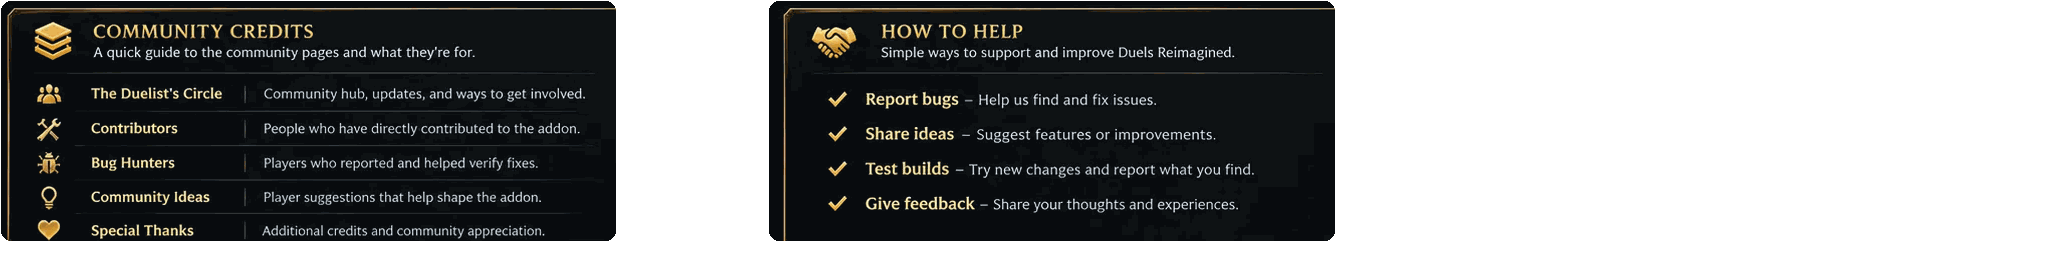 COMMUNITY CREDITS
A quick guide to the community pages and what they're for.
The Duelist's Circle | Community hub, updates, and ways to get involved.
Contributors | People who have directly contributed to the addon.
Bug Hunters | Players who reported and helped verify fixes.
Community Ideas | Player suggestions that help shape the addon.
Special Thanks | Additional credits and community appreciation.
HOW TO HELP
Simple ways to support and improve Duels Reimagined.
Report bugs – Help us find and fix issues.
Share ideas – Suggest features or improvements.
Test builds – Try new changes and report what you find.
Give feedback – Share your thoughts and experiences.